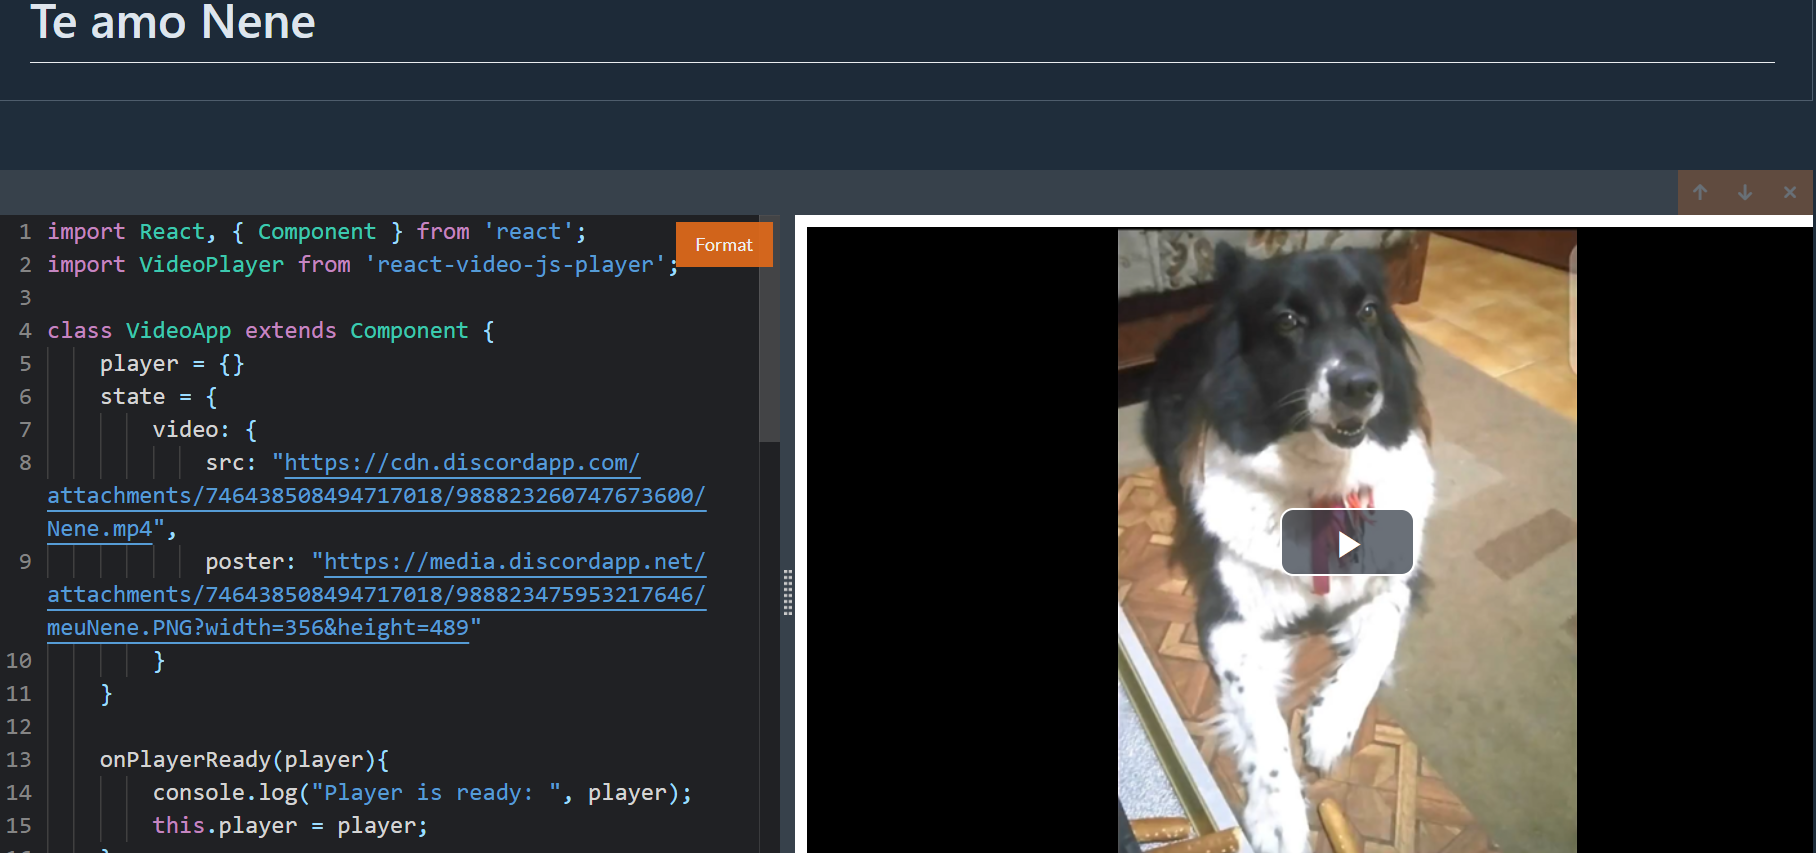 Te amo Nene
Format
1 import React, { Component } from 'react';
2 import VideoPlayer from 'react-video-js-player';
3
4 class VideoApp extends Component {
5 player = {}
6 state = {
7 video: {
8 src: "https://cdn.discordapp.com/
attachments/746438508494717018/988823260747673600/
Nene.mp4",
9 poster: "https://media.discordapp.net/
attachments/746438508494717018/988823475953217646/
meuNene.PNG?width=356&height=489"
10 }
11 }
12
13 onPlayerReady(player){
14 console.log("Player is ready: ", player);
15 this.player = player;